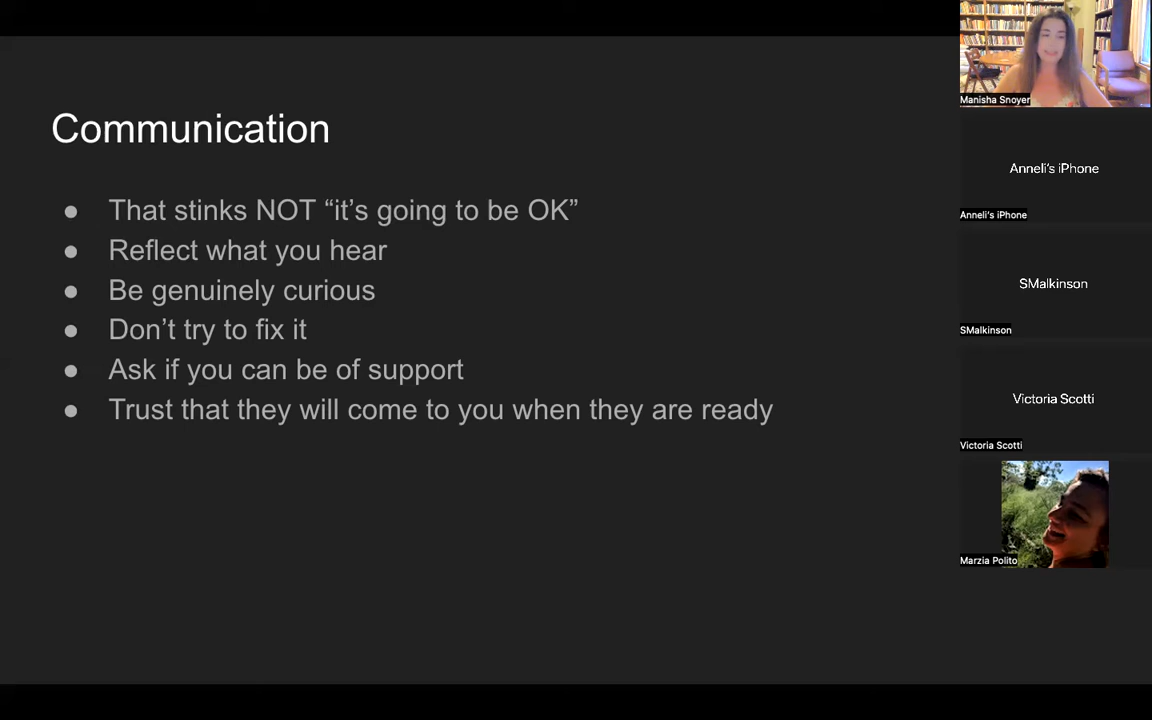 Communication
● That stinks NOT “it’s going to be OK”
● Reflect what you hear
● Be genuinely curious
● Don’t try to fix it
● Ask if you can be of support
● Trust that they will come to you when they are ready
Manisha Snoyer
Anneli’s iPhone
Anneli’s iPhone
SMalkinson
SMalkinson
Victoria Scotti
Victoria Scotti
Marzia Polito